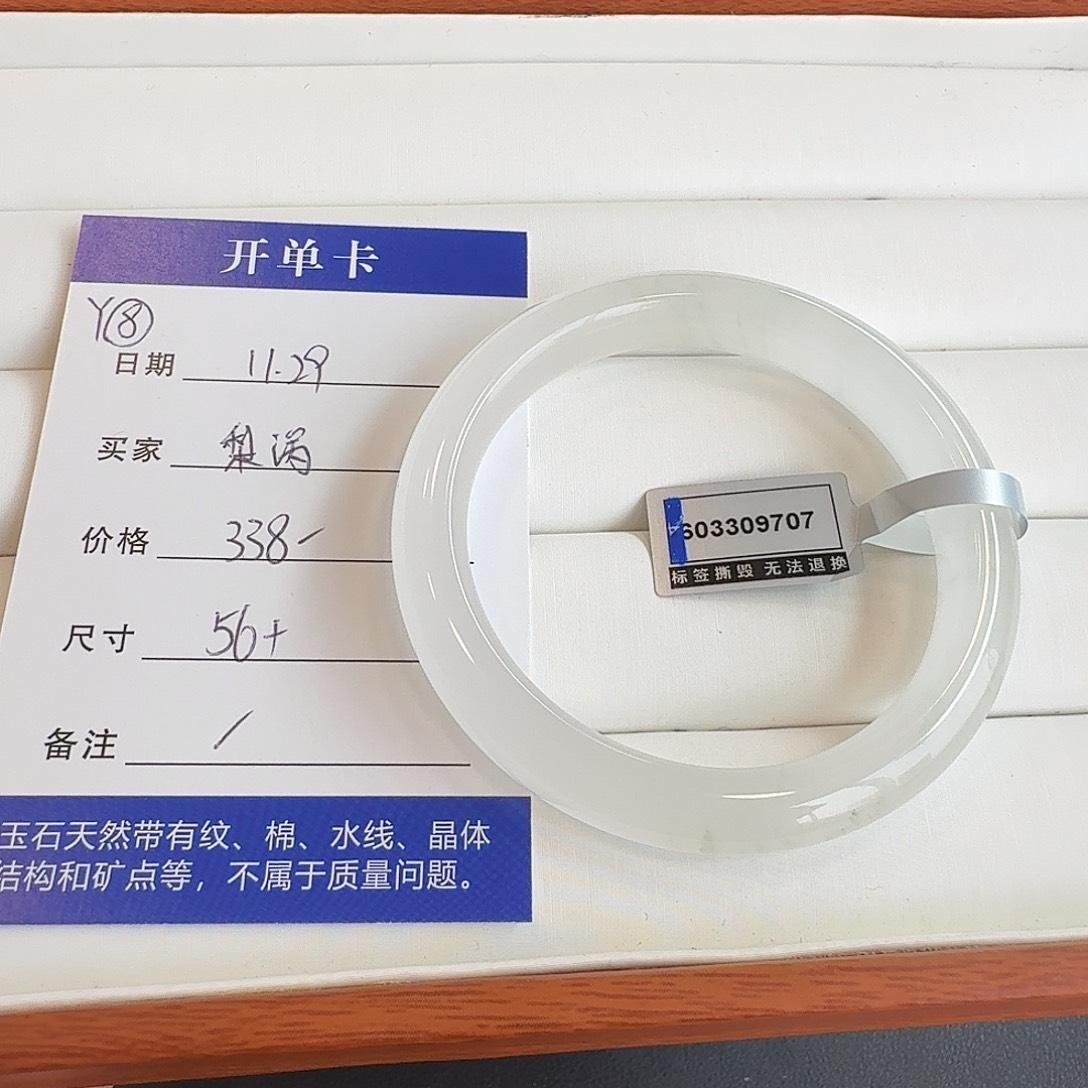 开单卡
Y⑧
日期 11.29
买家 梨涡
价格 338-
尺寸 56+
备注 /
玉石天然带有纹、棉、水线、晶体
结构和矿点等，不属于质量问题。
603309707
标签撕毁 无法退换